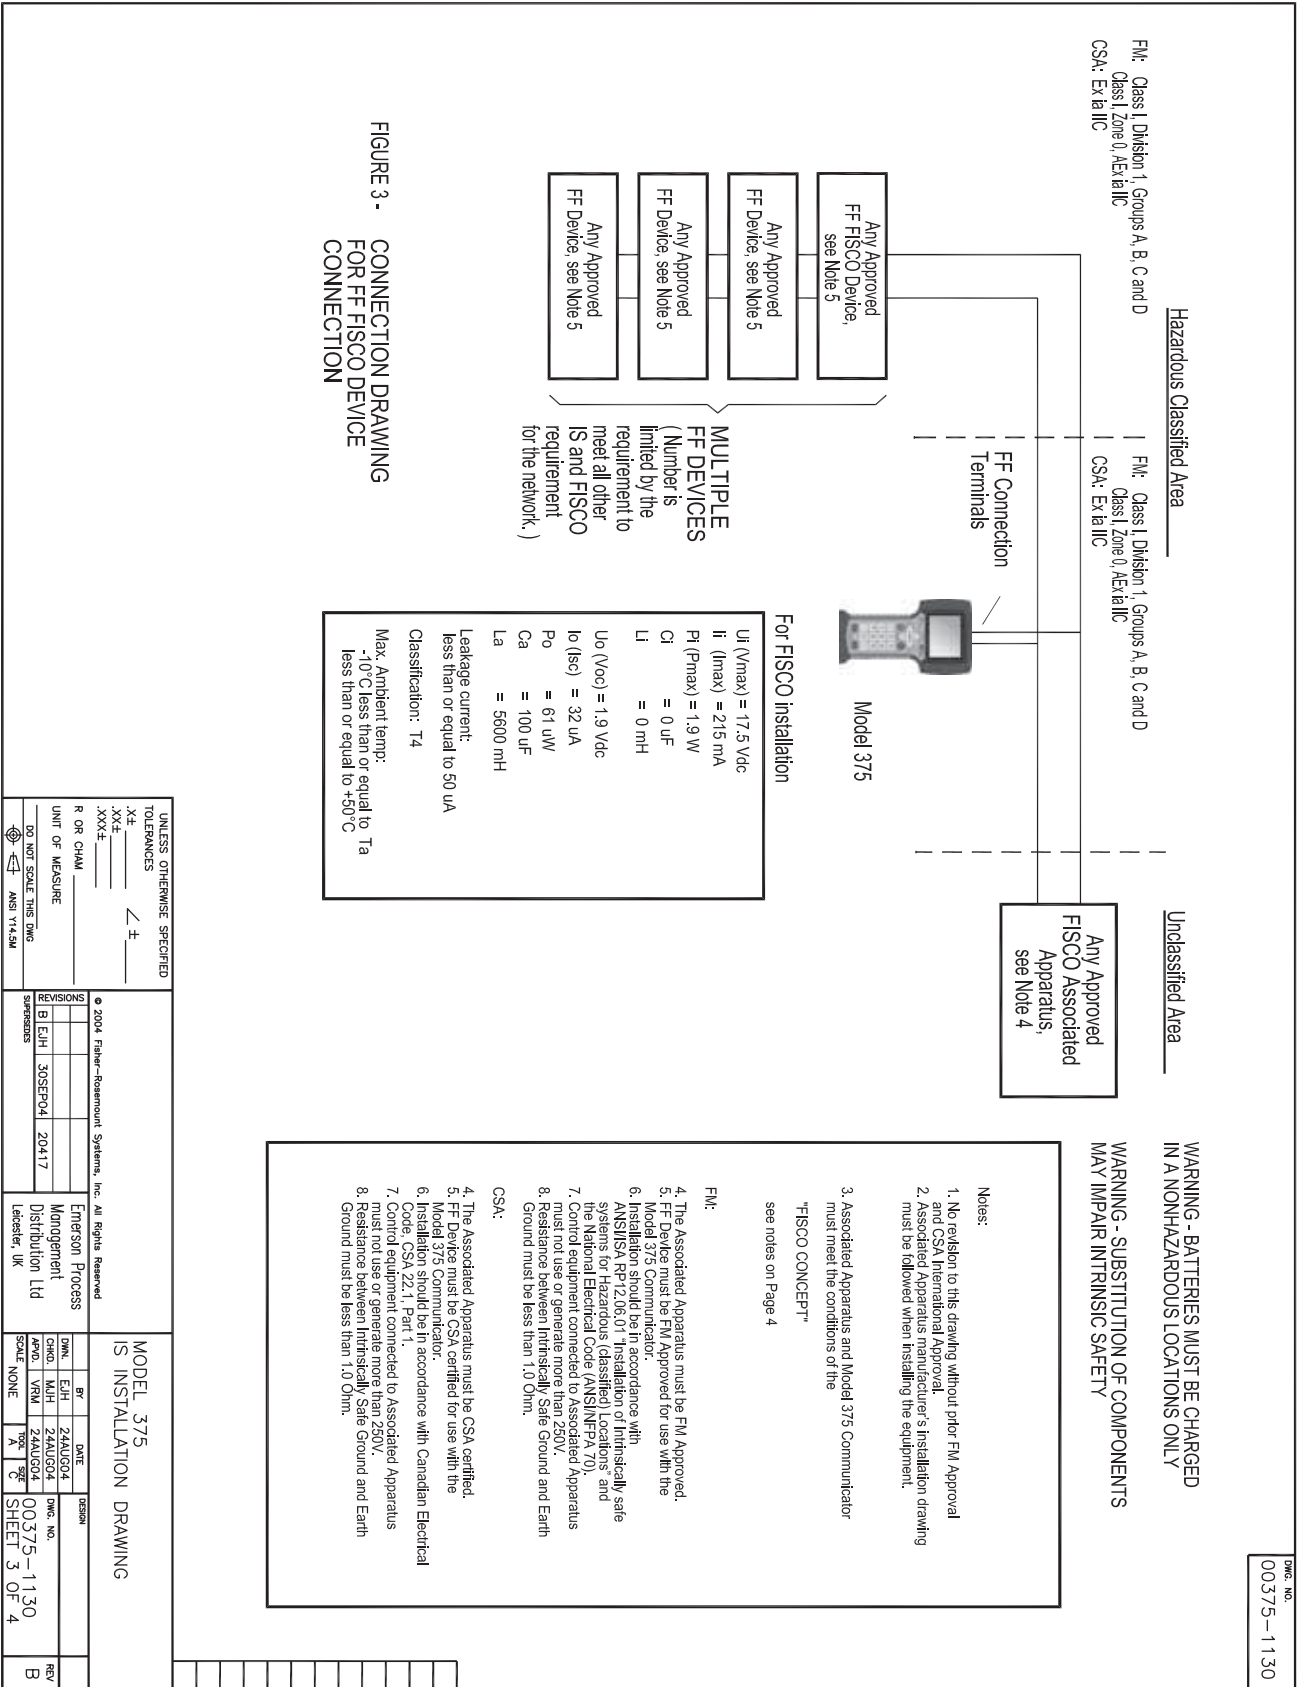 DWG. NO.
00375-1130
Hazardous Classified Area
Unclassified Area
FM: Class I, Division 1, Groups A, B, C and D
Class I, Zone 0, AEx ia IIC
CSA: Ex ia IIC
FM: Class I, Division 1, Groups A, B, C and D
Class I, Zone 0, AEx ia IIC
CSA: Ex ia IIC
WARNING - BATTERIES MUST BE CHARGED
IN A NONHAZARDOUS LOCATIONS ONLY
WARNING - SUBSTITUTION OF COMPONENTS
MAY IMPAIR INTRINSIC SAFETY
Any Approved
FISCO Associated
Apparatus,
see Note 4
FF Connection
Terminals
Model 375
Any Approved
FF FISCO Device,
see Note 5
Any Approved
FF Device, see Note 5
Any Approved
FF Device, see Note 5
Any Approved
FF Device, see Note 5
MULTIPLE
FF DEVICES
( Number is
limited by the
requirement to
meet all other
IS and FISCO
requirement
for the network. )
For FISCO installation
Ui (Vmax) = 17.5 Vdc
Ii (Imax) = 215 mA
Pi (Pmax) = 1.9 W
Ci = 0 uF
Li = 0 mH
Uo (Voc) = 1.9 Vdc
Io (Isc) = 32 uA
Po = 61 uW
Ca = 100 uF
La = 5600 mH
Leakage current:
less than or equal to 50 uA
Classification: T4
Max. Ambient temp:
-10°C less than or equal to Ta
less than or equal to +50°C
FIGURE 3 - CONNECTION DRAWING
FOR FF FISCO DEVICE
CONNECTION
Notes:
1. No revision to this drawing without prior FM Approval
and CSA International Approval.
2. Associated Apparatus manufacturer's installation drawing
must be followed when installing the equipment.
3. Associated Apparatus and Model 375 Communicator
must meet the conditions of the
"FISCO CONCEPT"
see notes on Page 4
FM:
4. The Associated Apparatus must be FM Approved.
5. FF Device must be FM Approved for use with the
Model 375 Communicator.
6. Installation should be in accordance with
ANSI/ISA RP12.06.01 "Installation of Intrinsically safe
systems for Hazardous (classified) Locations" and
the National Electrical Code (ANSI/NFPA 70).
7. Control equipment connected to Associated Apparatus
must not use or generate more than 250V.
8. Resistance between Intrinsically Safe Ground and Earth
Ground must be less than 1.0 Ohm.
CSA:
4. The Associated Apparatus must be CSA certified.
5. FF Device must be CSA certified for use with the
Model 375 Communicator.
6. Installation should be in accordance with Canadian Electrical
Code, CSA 22.1, Part 1.
7. Control equipment connected to Associated Apparatus
must not use or generate more than 250V.
8. Resistance between Intrinsically Safe Ground and Earth
Ground must be less than 1.0 Ohm.
UNLESS OTHERWISE SPECIFIED
TOLERANCES
.X±
.XX± ∠ ±
.XXX±
R OR CHAM
UNIT OF MEASURE
DO NOT SCALE THIS DWG
ANSI Y14.5M
© 2004 Fisher-Rosemount Systems, Inc. All Rights Reserved
REVISIONS
B EJH 30SEP04 20417
SUPERSEDES
Emerson Process
Management
Distribution Ltd
Leicester, UK
MODEL 375
IS INSTALLATION DRAWING
BY DATE
DWN. EJH 24AUG04
CHKD. MJH 24AUG04
APVD. VRM 24AUG04
SCALE NONE
TOOL A
SIZE C
DESIGN
DWG. NO.
00375-1130
SHEET 3 OF 4
REV
B